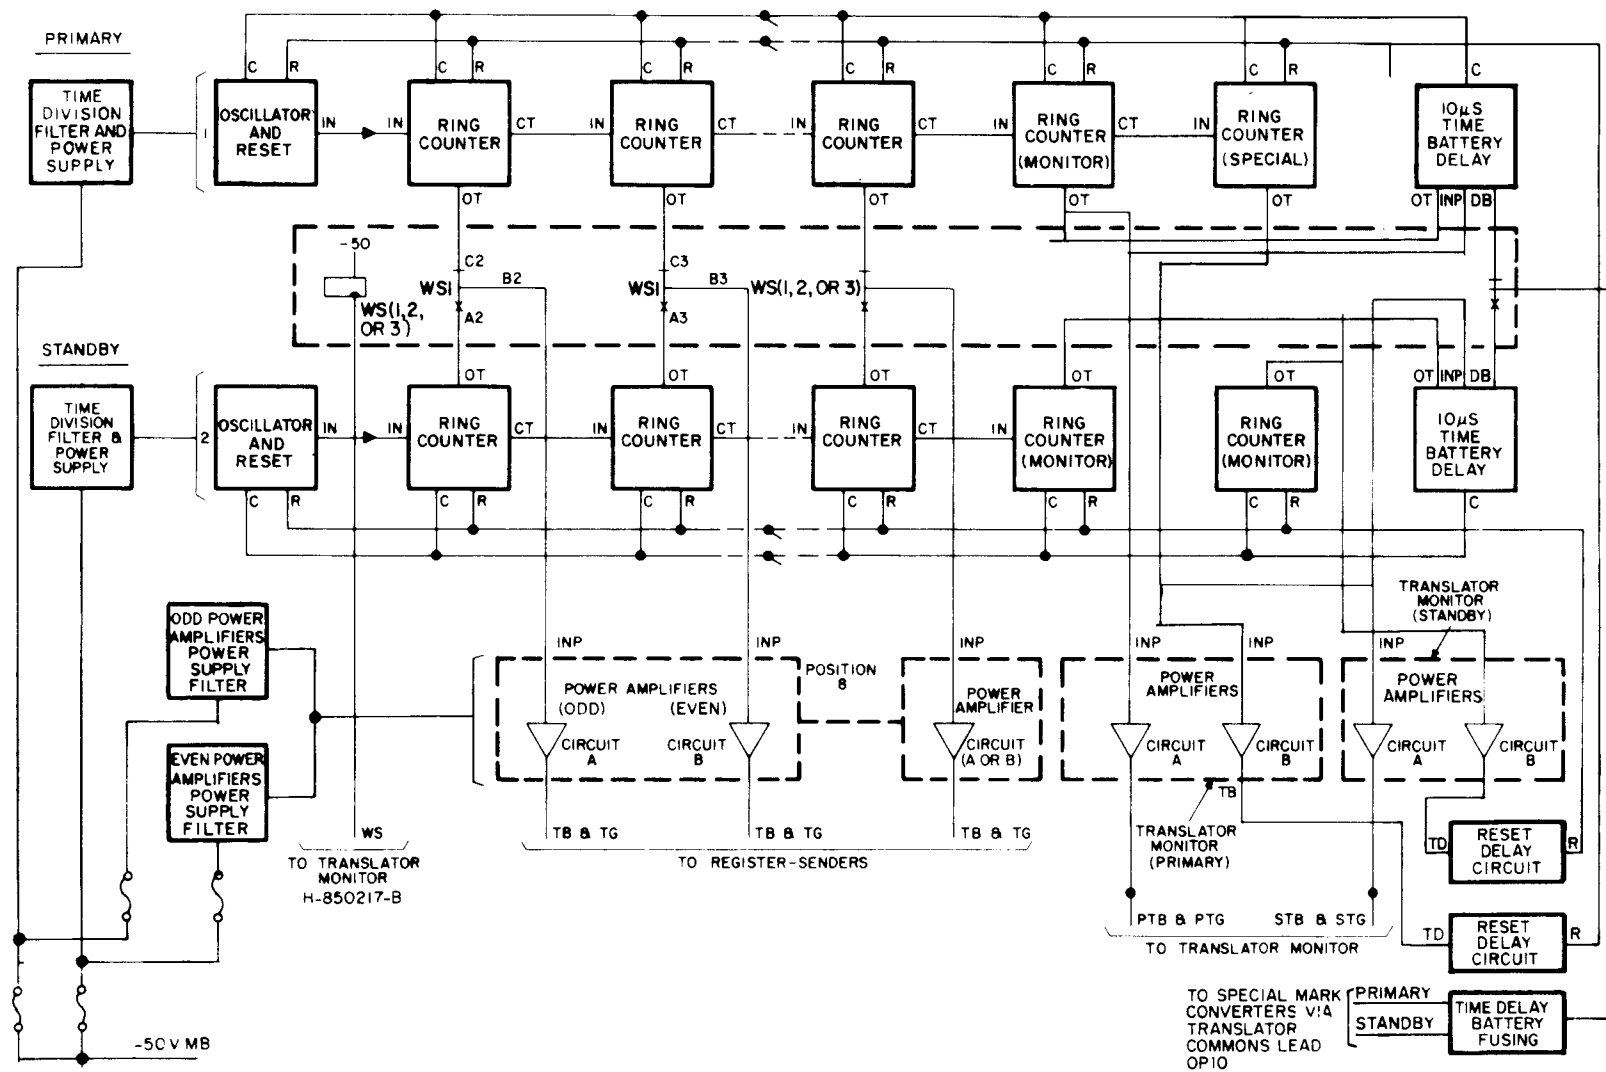 PRIMARY
TIME
DIVISION
FILTER AND
POWER
SUPPLY
1
C
R
OSCILLATOR
AND
RESET
IN
IN
C
R
RING
COUNTER
CT
OT
IN
C
R
RING
COUNTER
CT
OT
IN
C
R
RING
COUNTER
CT
OT
IN
C
R
RING
COUNTER
(MONITOR)
CT
OT
IN
C
R
RING
COUNTER
(SPECIAL)
OT
C
10µS
TIME
BATTERY
DELAY
OT INP DB
-50
WS(1,2,
OR 3)
C2
WS1
B2
A2
C3
WS1
B3
A3
WS(1,2,OR 3)
STANDBY
TIME
DIVISION
FILTER &
POWER
SUPPLY
2
OSCILLATOR
AND
RESET
C
R
IN
IN
OT
RING
COUNTER
CT
C
R
IN
OT
RING
COUNTER
CT
C
R
IN
OT
RING
COUNTER
CT
C
R
IN
OT
RING
COUNTER
(MONITOR)
C
R
OT
RING
COUNTER
(MONITOR)
C
R
OT INP DB
10µS
TIME
BATTERY
DELAY
C
ODD POWER
AMPLIFIERS
POWER
SUPPLY
FILTER
EVEN POWER
AMPLIFIERS
POWER
SUPPLY
FILTER
INP
INP
POWER AMPLIFIERS
(ODD)
(EVEN)
CIRCUIT
A
CIRCUIT
B
POSITION
8
INP
POWER
AMPLIFIER
CIRCUIT
(A OR B)
INP
INP
POWER
AMPLIFIERS
CIRCUIT
A
CIRCUIT
B
TRANSLATOR
MONITOR
(STANDBY)
INP
INP
POWER
AMPLIFIERS
CIRCUIT
A
CIRCUIT
B
TB
TRANSLATOR
MONITOR
(PRIMARY)
WS
TO TRANSLATOR
MONITOR
H-850217-B
TB & TG
TB & TG
TB & TG
TO REGISTER-SENDERS
TD
RESET
DELAY
CIRCUIT
R
PTB & PTG
STB & STG
TO TRANSLATOR MONITOR
TD
RESET
DELAY
CIRCUIT
R
TO SPECIAL MARK
CONVERTERS VIA
TRANSLATOR
COMMONS LEAD
OP10
PRIMARY
STANDBY
TIME DELAY
BATTERY
FUSING
-50V MB